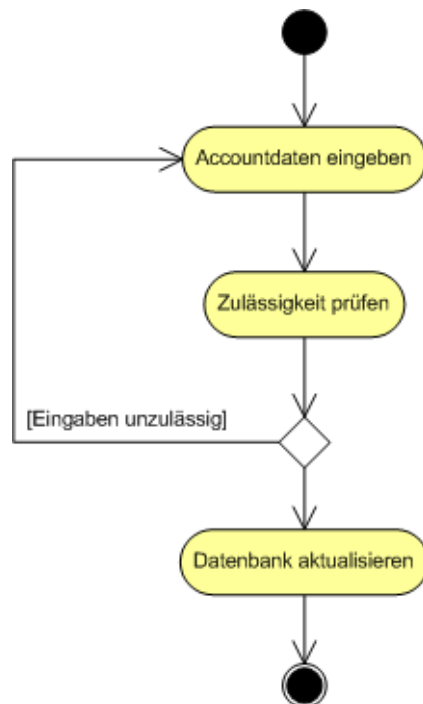 Accountdaten eingeben
Zulässigkeit prüfen
[Eingaben unzulässig]
Datenbank aktualisieren